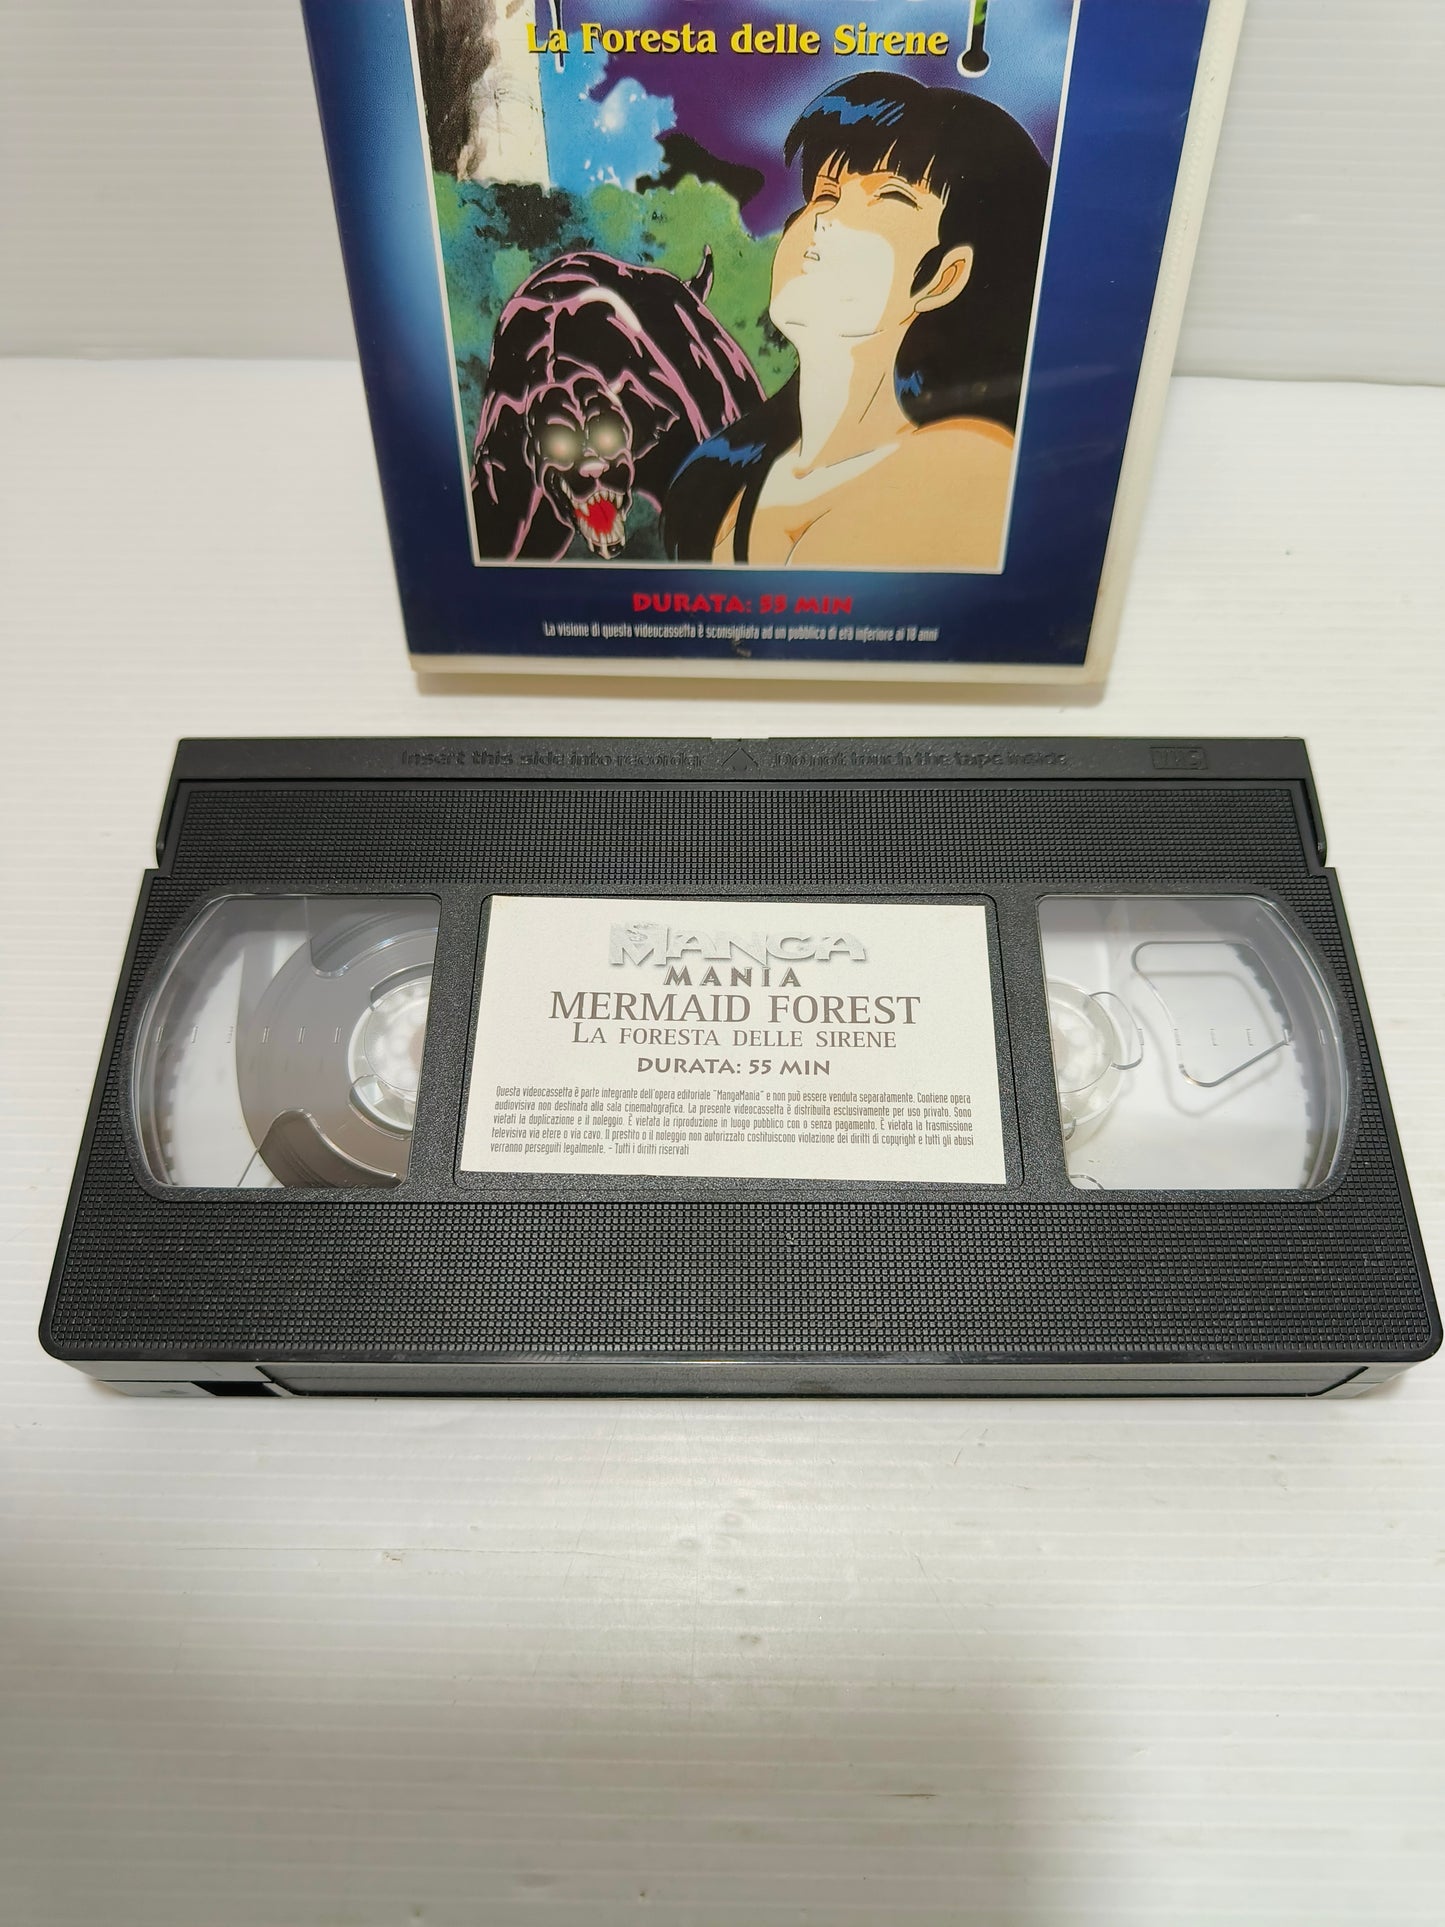 La Foresta delle Sirene
DURATA: 55 MIN
La visione di questa videocassetta è sconsigliata ad un pubblico di età inferiore ai 18 anni
Insert this side into recorder
Do not touch the tape inside
VHS
MANGA
MANIA
MERMAID FOREST
LA FORESTA DELLE SIRENE
DURATA: 55 MIN
Questa videocassetta è parte integrante dell'opera editoriale "MangaMania" e non può essere venduta separatamente. Contiene opera
audiovisiva non destinata alla sala cinematografica. La presente videocassetta è distribuita esclusivamente per uso privato. Sono
vietati la duplicazione e il noleggio. È vietata la riproduzione in luogo pubblico con o senza pagamento. È vietata la trasmissione
televisiva via etere o via cavo. Il prestito o il noleggio non autorizzato costituiscono violazione dei diritti di copyright e tutti gli abusi
verranno perseguiti legalmente. - Tutti i diritti riservati